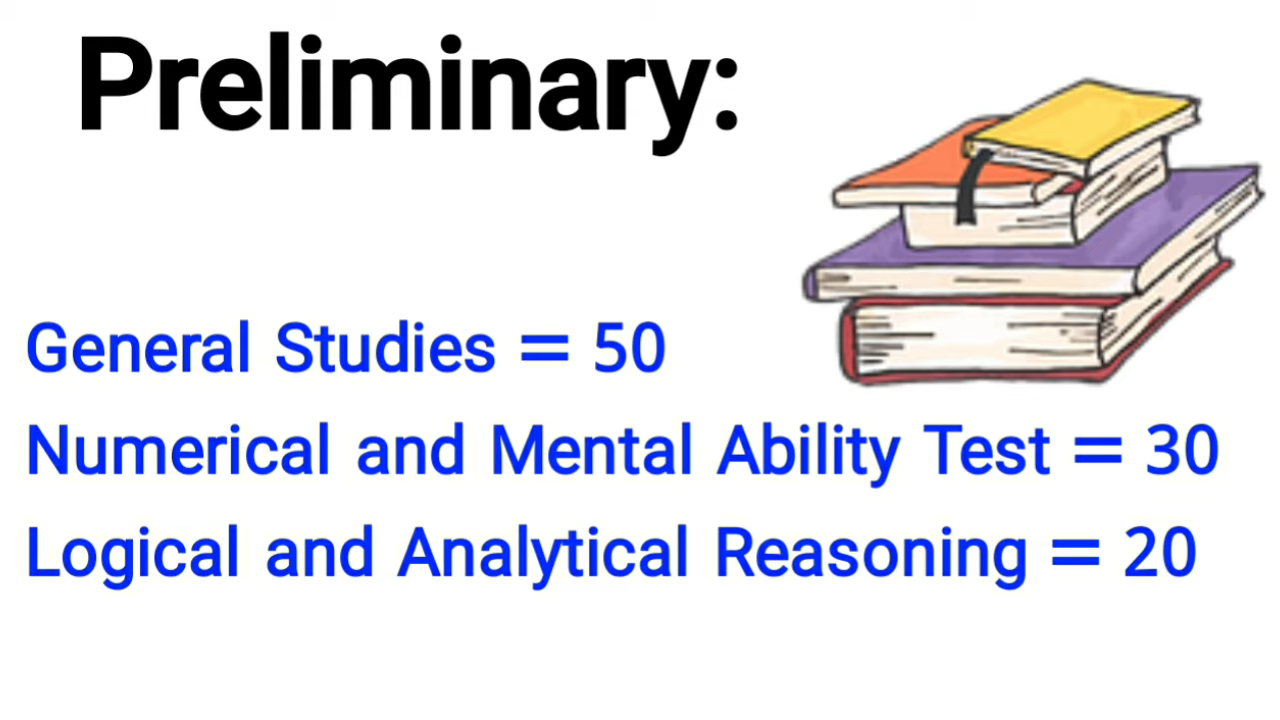 Preliminary:
General Studies = 50
Numerical and Mental Ability Test = 30
Logical and Analytical Reasoning = 20